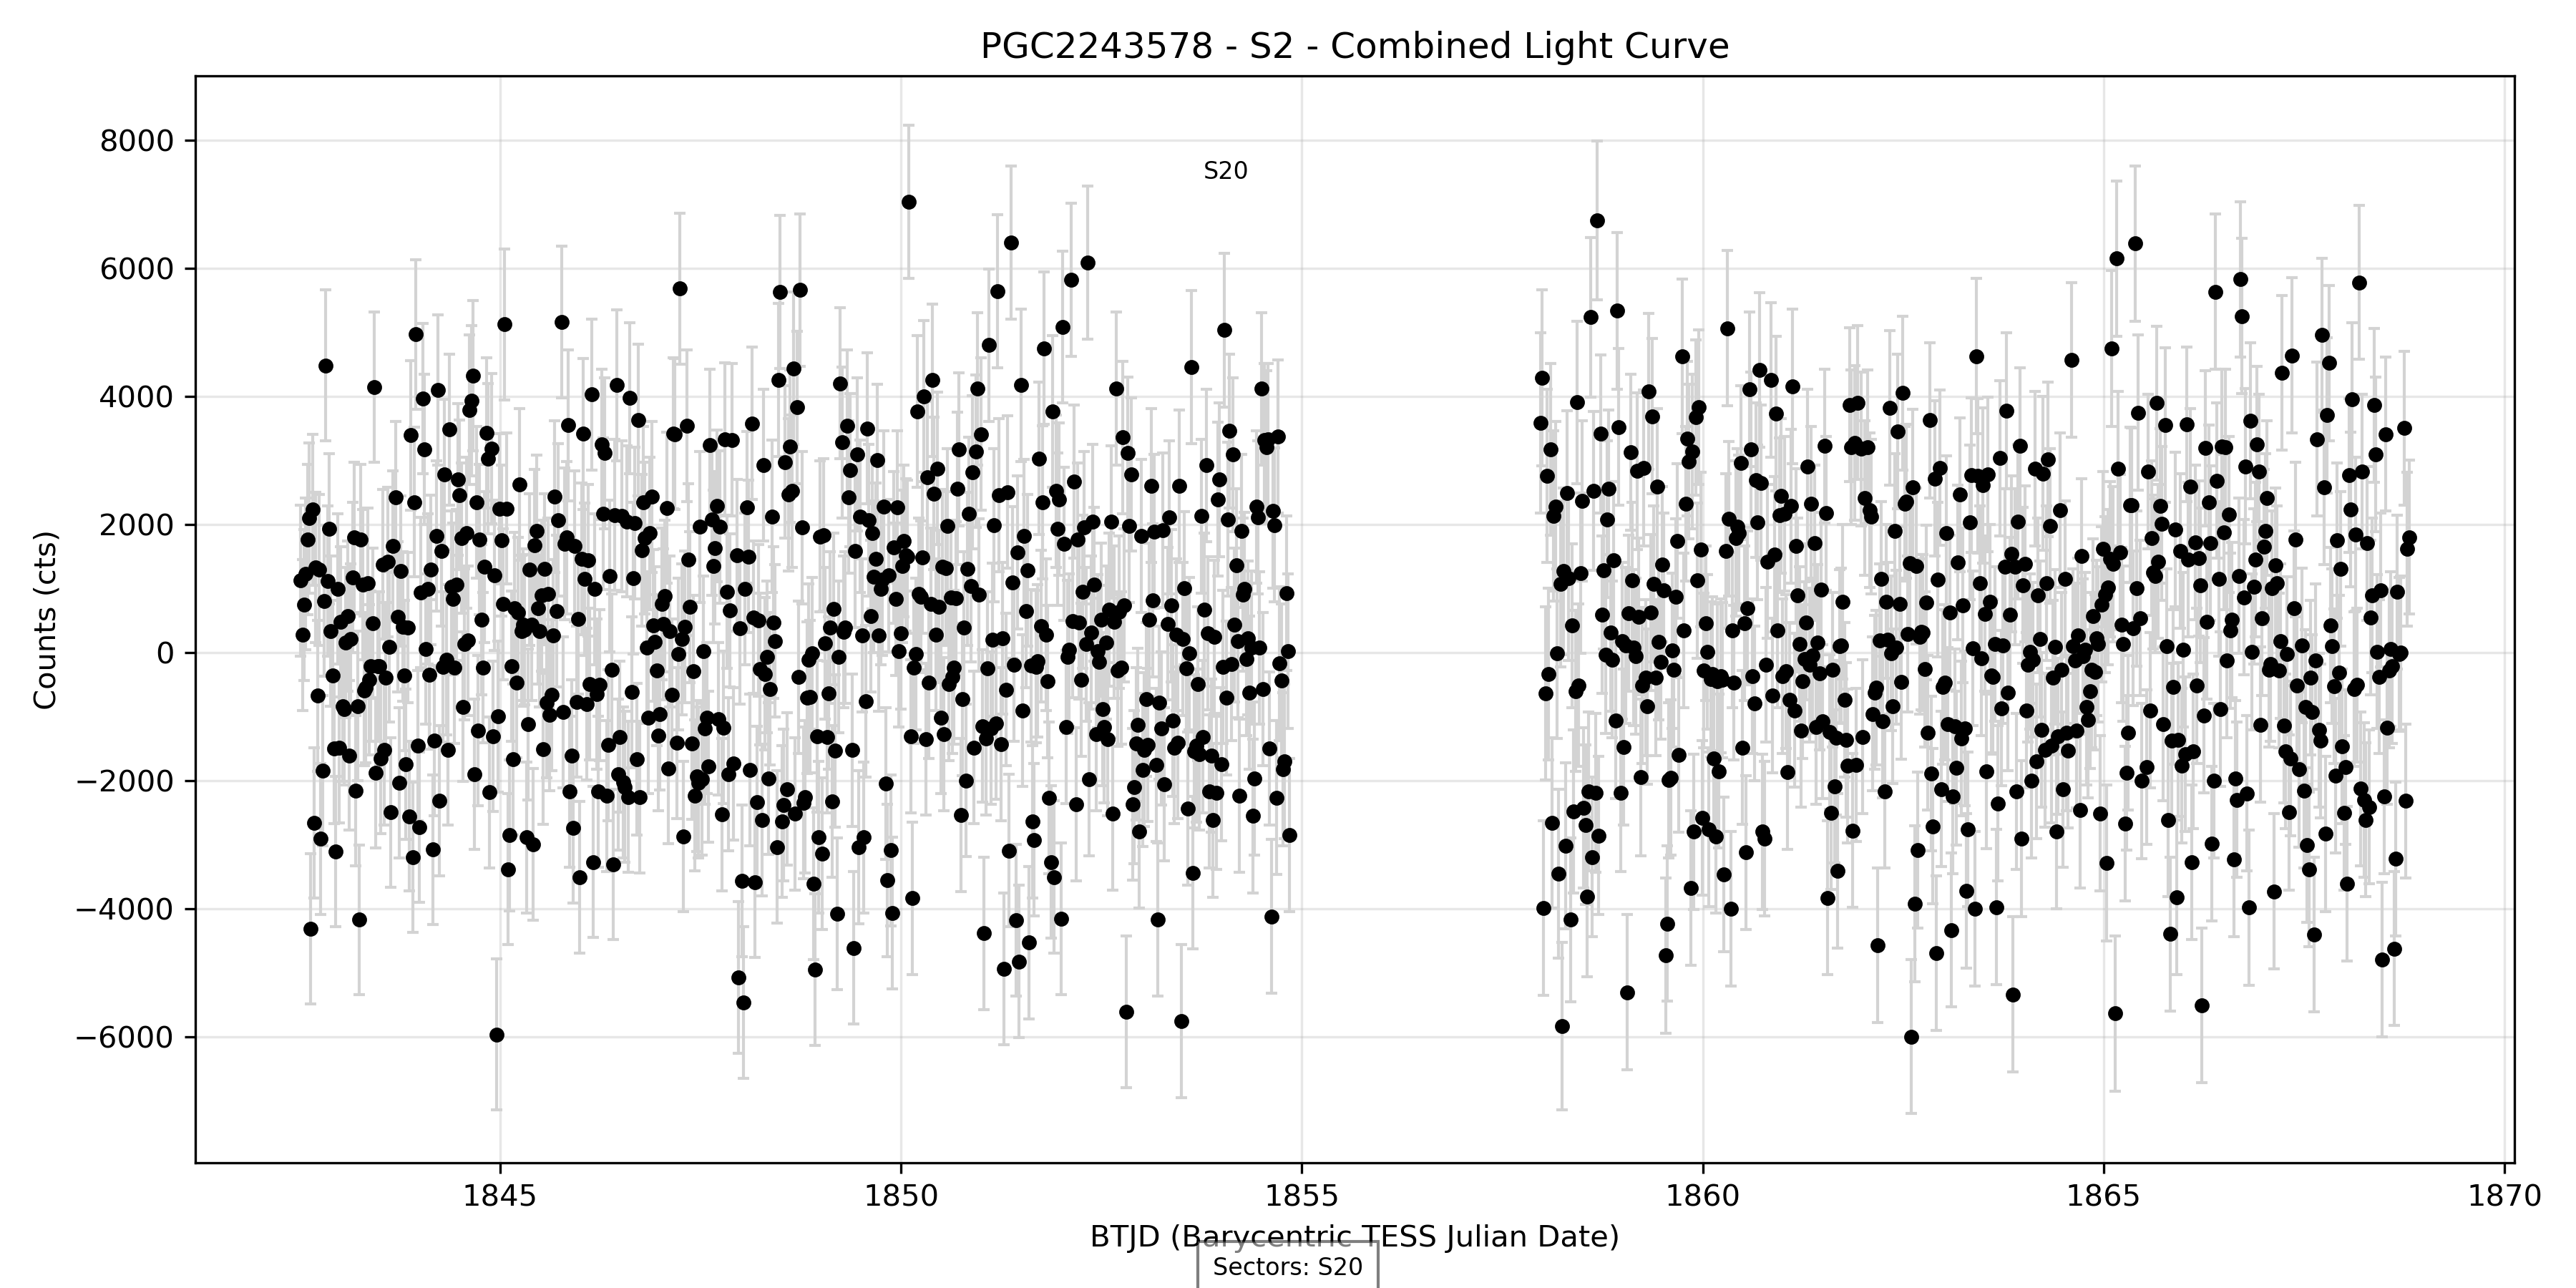 PGC2243578 - S2 - Combined Light Curve
8000
6000
4000
2000
0
−2000
−4000
−6000
Counts (cts)
S20
1845
1850
1855
1860
1865
1870
BTJD (Barycentric TESS Julian Date)
Sectors: S20